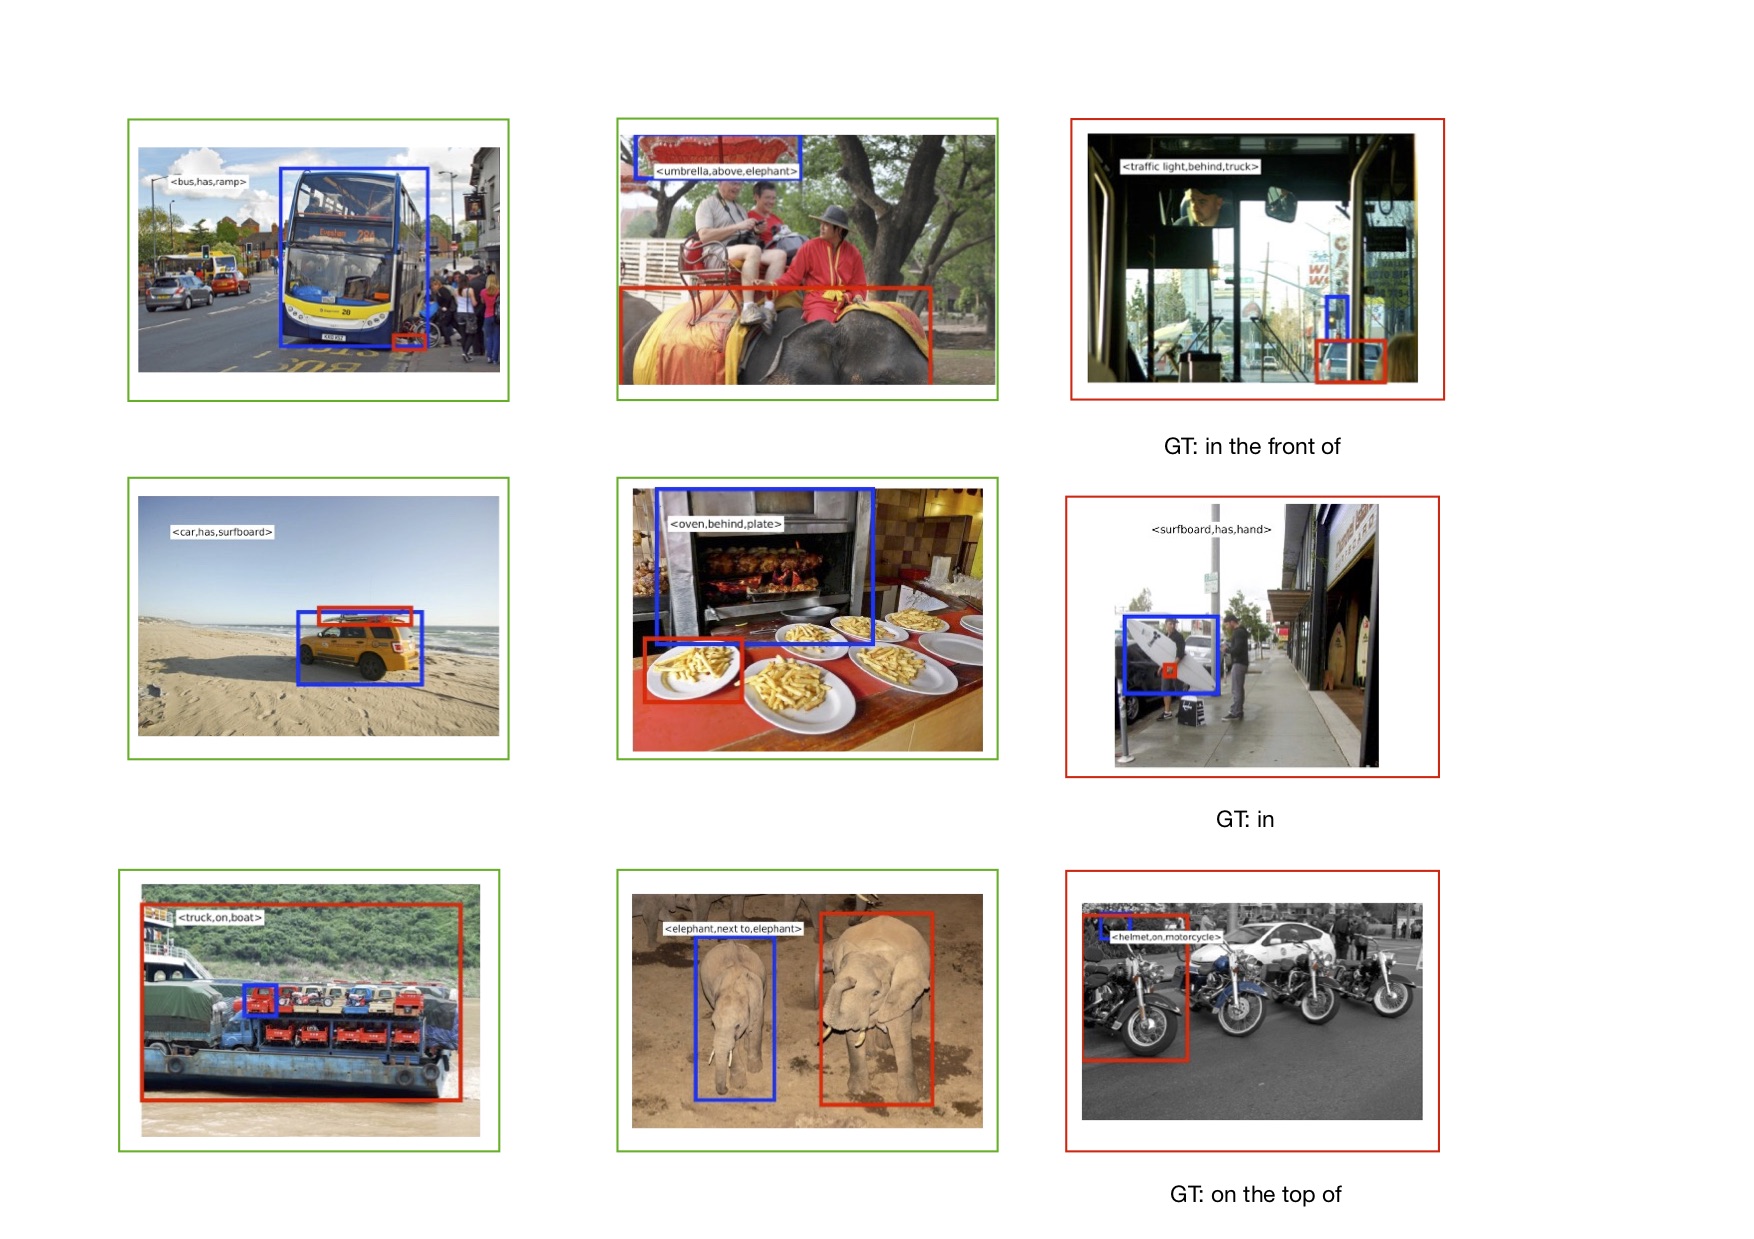 <bus,has,ramp>
<umbrella,above,elephant>
<traffic light,behind,truck>
GT: in the front of
<car,has,surfboard>
<oven,behind,plate>
<surfboard,has,hand>
GT: in
<truck,on,boat>
<elephant,next to,elephant>
<helmet,on,motorcycle>
GT: on the top of